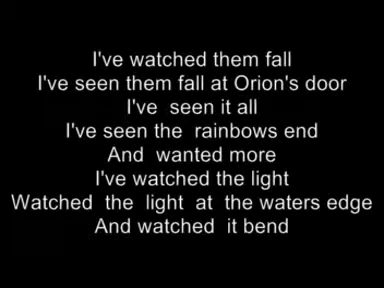 I've watched them fall
I've seen them fall at Orion's door
I've seen it all
I've seen the rainbows end
And wanted more
I've watched the light
Watched the light at the waters edge
And watched it bend